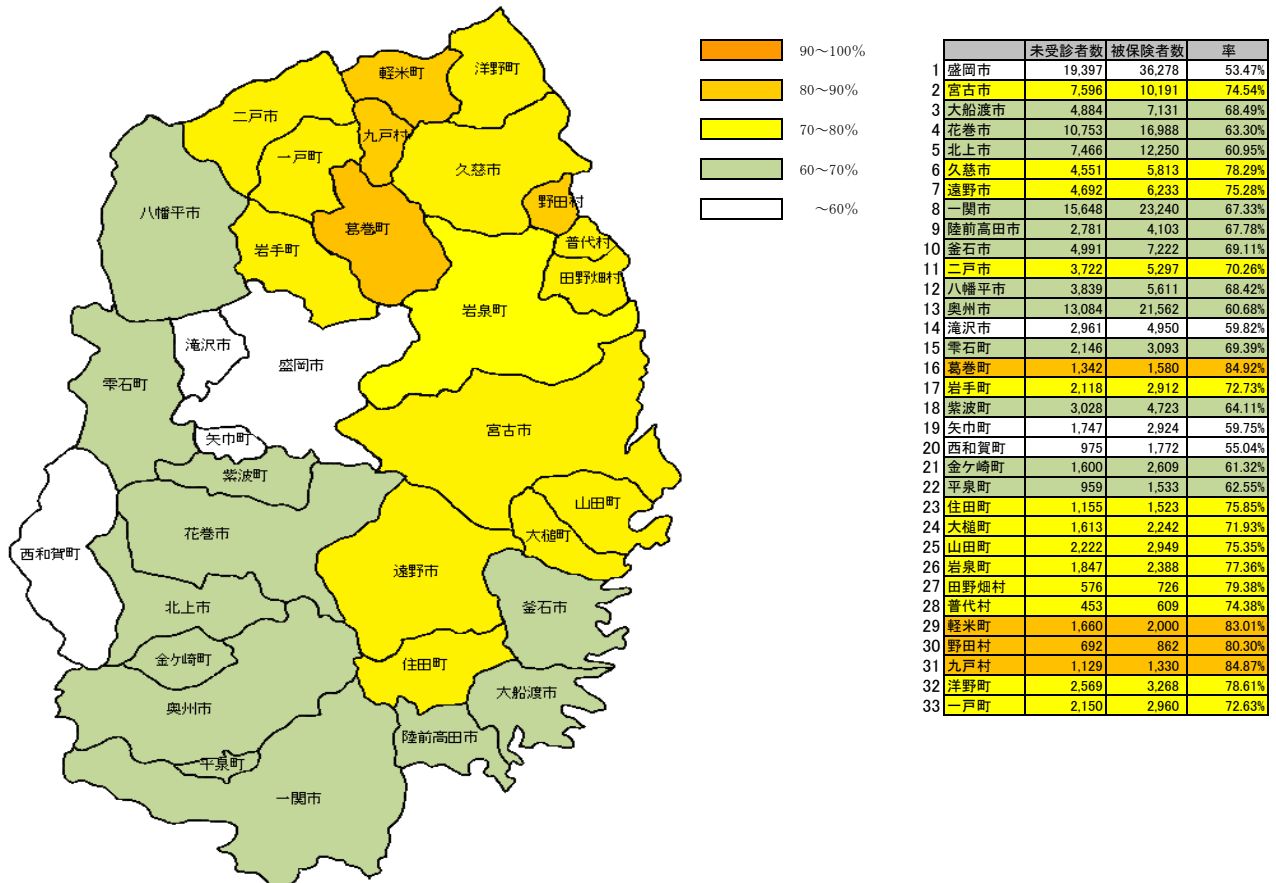 軽米町
洋野町
二戸市
九戸村
一戸町
久慈市
八幡平市
野田村
葛巻町
普代村
岩手町
田野畑村
岩泉町
滝沢市
盛岡市
雫石町
宮古市
矢巾町
紫波町
山田町
花巻市
大槌町
西和賀町
遠野市
北上市
釜石市
金ケ崎町
住田町
大船渡市
奥州市
陸前高田市
平泉町
一関市
90～100%
80～90%
70～80%
60～70%
～60%
未受診者数 被保険者数 率
1 盛岡市 19,397 36,278 53.47%
2 宮古市 7,596 10,191 74.54%
3 大船渡市 4,884 7,131 68.49%
4 花巻市 10,753 16,988 63.30%
5 北上市 7,466 12,250 60.95%
6 久慈市 4,551 5,813 78.29%
7 遠野市 4,692 6,233 75.28%
8 一関市 15,648 23,240 67.33%
9 陸前高田市 2,781 4,103 67.78%
10 釜石市 4,991 7,222 69.11%
11 二戸市 3,722 5,297 70.26%
12 八幡平市 3,839 5,611 68.42%
13 奥州市 13,084 21,562 60.68%
14 滝沢市 2,961 4,950 59.82%
15 雫石町 2,146 3,093 69.39%
16 葛巻町 1,342 1,580 84.92%
17 岩手町 2,118 2,912 72.73%
18 紫波町 3,028 4,723 64.11%
19 矢巾町 1,747 2,924 59.75%
20 西和賀町 975 1,772 55.04%
21 金ケ崎町 1,600 2,609 61.32%
22 平泉町 959 1,533 62.55%
23 住田町 1,155 1,523 75.85%
24 大槌町 1,613 2,242 71.93%
25 山田町 2,222 2,949 75.35%
26 岩泉町 1,847 2,388 77.36%
27 田野畑村 576 726 79.38%
28 普代村 453 609 74.38%
29 軽米町 1,660 2,000 83.01%
30 野田村 692 862 80.30%
31 九戸村 1,129 1,330 84.87%
32 洋野町 2,569 3,268 78.61%
33 一戸町 2,150 2,960 72.63%